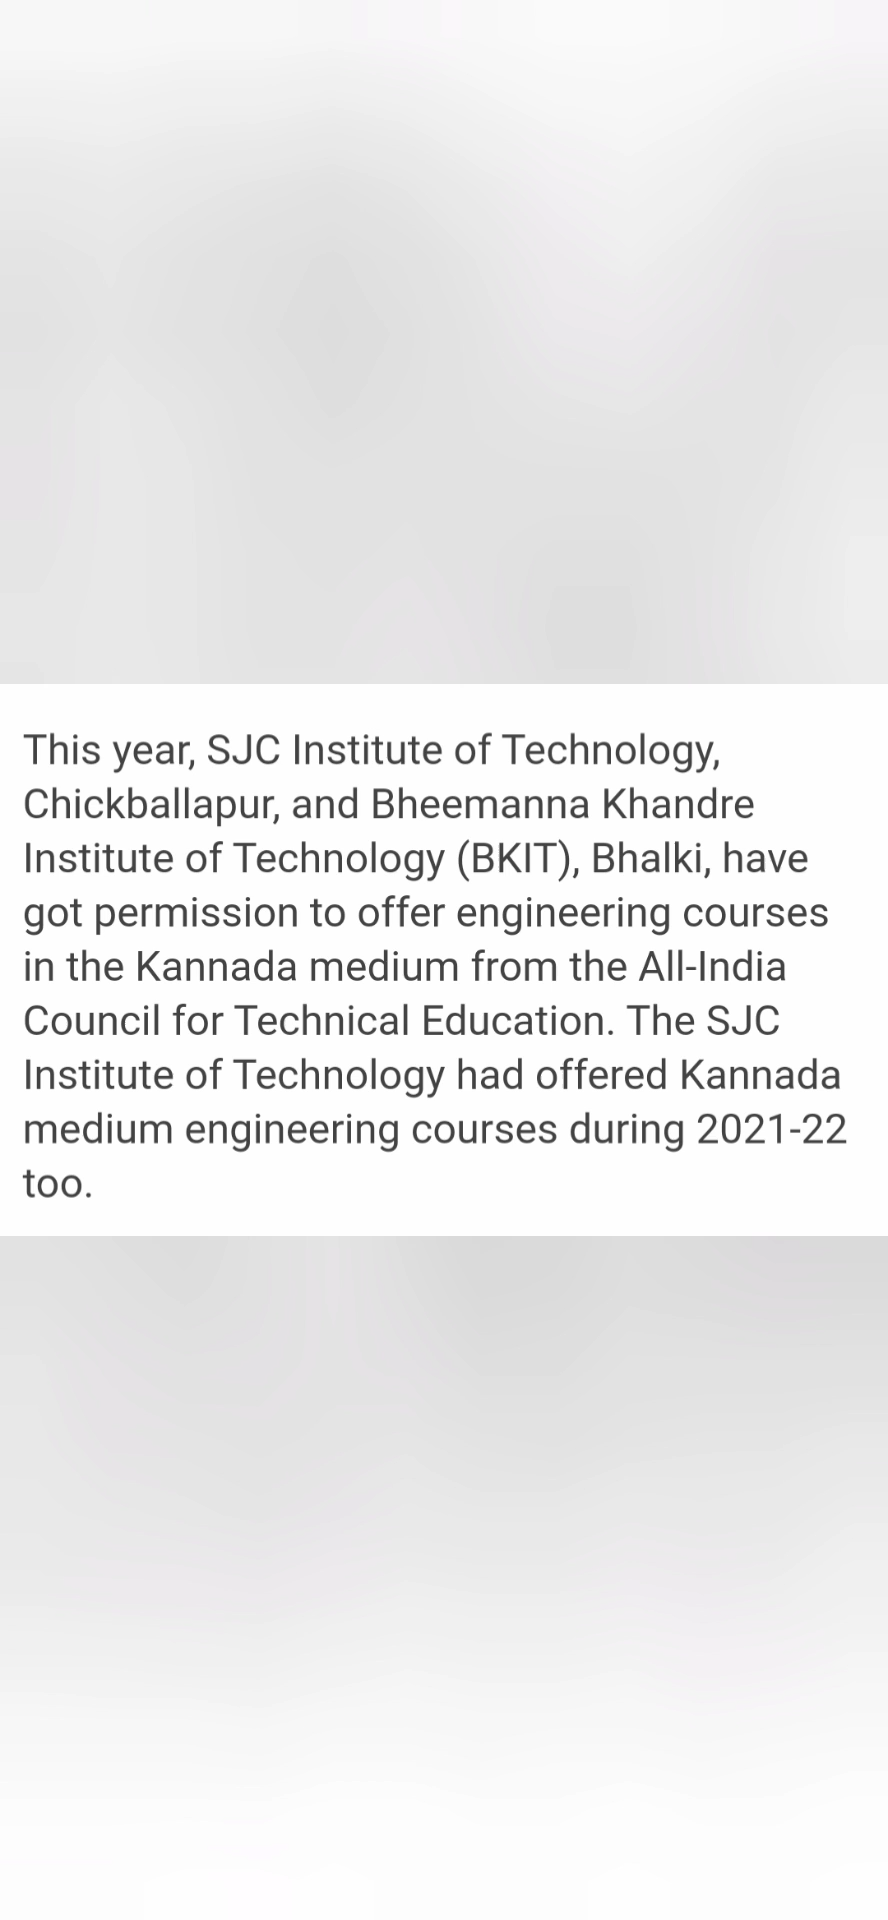 This year, SJC Institute of Technology,
Chickballapur, and Bheemanna Khandre
Institute of Technology (BKIT), Bhalki, have
got permission to offer engineering courses
in the Kannada medium from the All-India
Council for Technical Education. The SJC
Institute of Technology had offered Kannada
medium engineering courses during 2021-22
too.